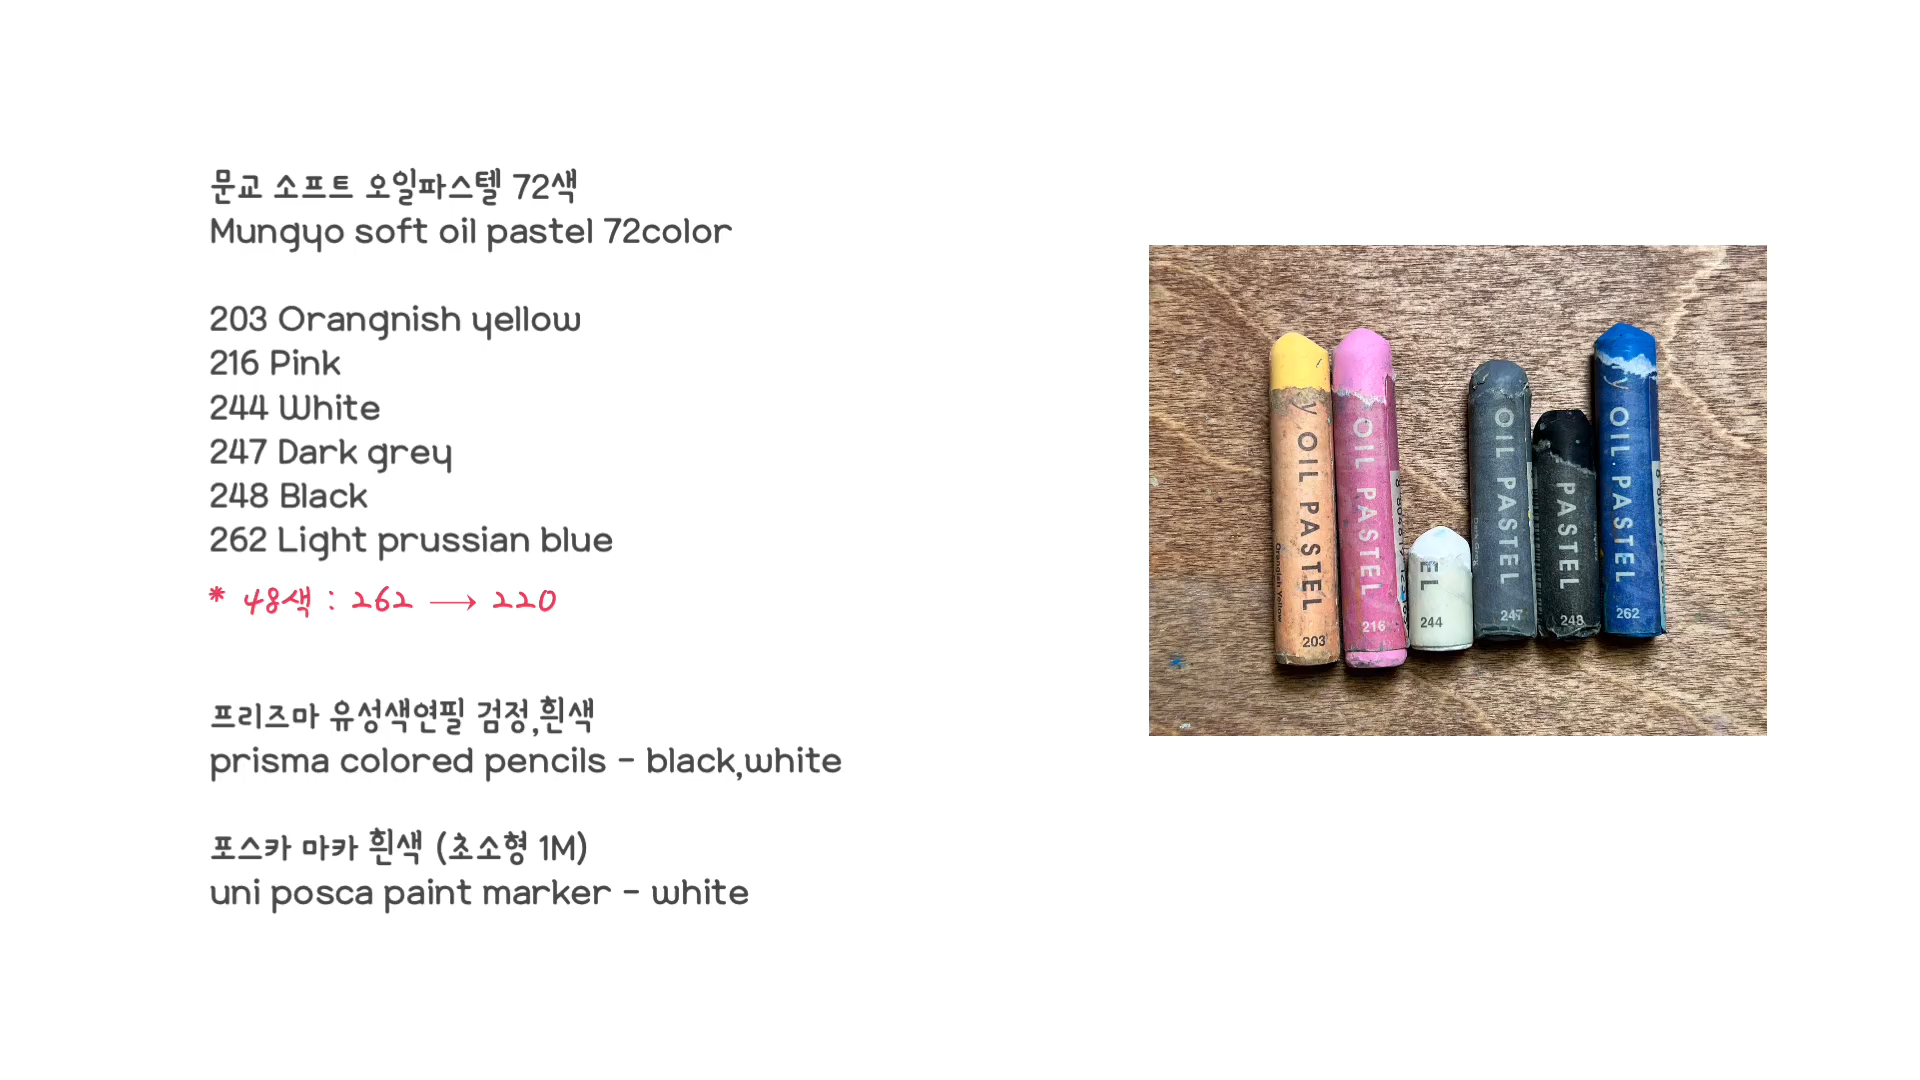 문교 소프트 오일파스텔 72색
Mungyo soft oil pastel 72color
203 Orangnish yellow
216 Pink
244 White
247 Dark grey
248 Black
262 Light prussian blue
* 48색 : 262 → 220
프리즈마 유성색연필 검정,흰색
prisma colored pencils - black,white
포스카 마카 흰색 (초소형 1M)
uni posca paint marker - white
y OIL PASTEL
Orangish Yellow
203
OIL PASTEL
216
EL
244
OIL PASTEL
247
PASTEL
248
y OIL PASTEL
262